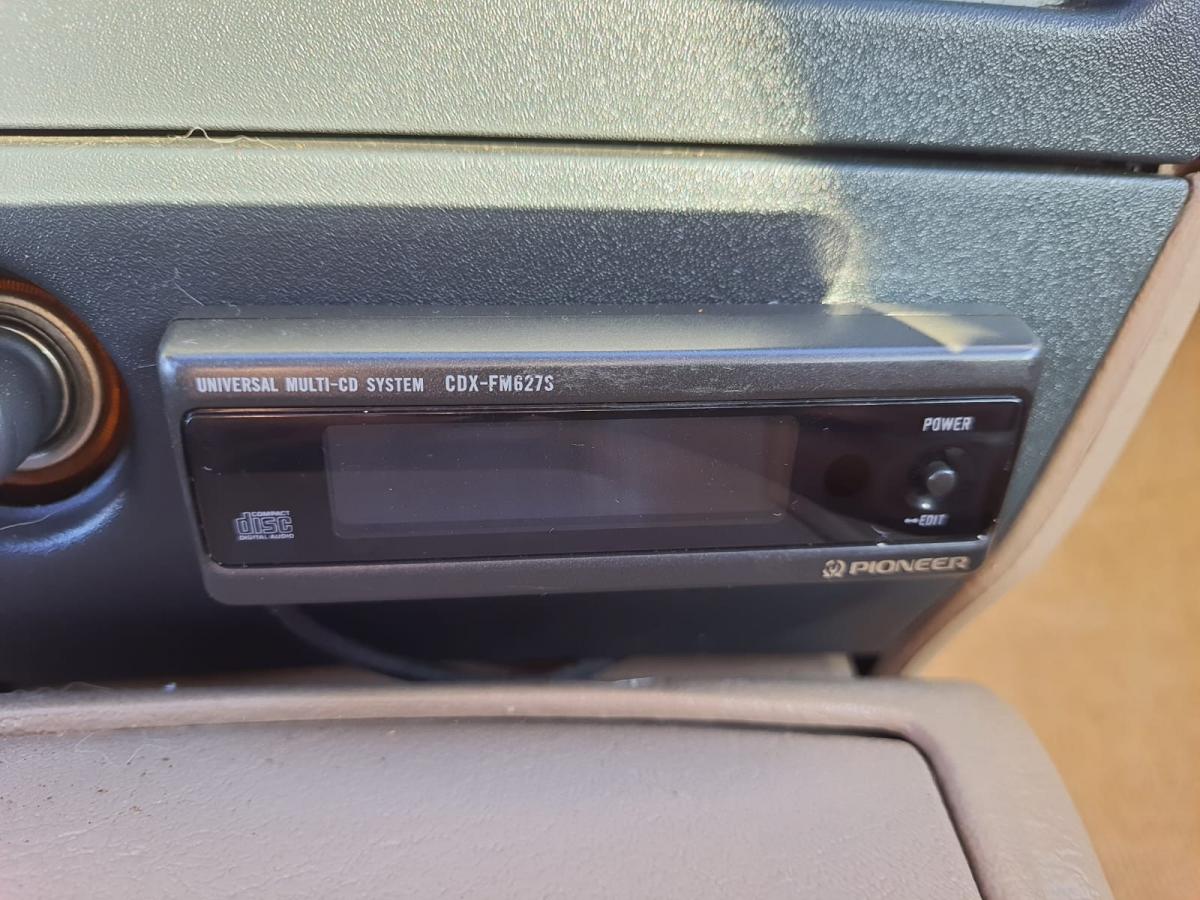 UNIVERSAL MULTI-CD SYSTEM CDX-FM627S
POWER
EDIT
COMPACT
disc
DIGITAL AUDIO
PIONEER